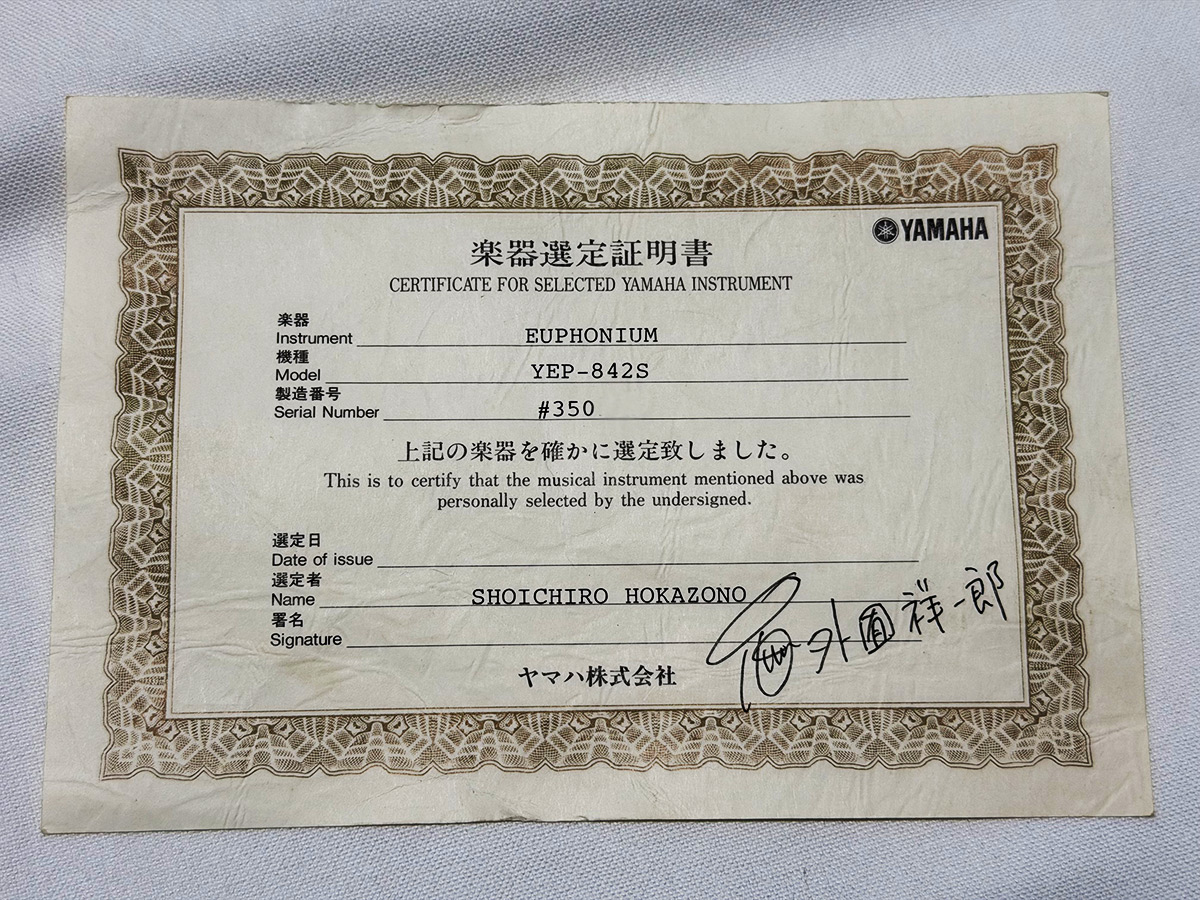 YAMAHA
楽器選定証明書
CERTIFICATE FOR SELECTED YAMAHA INSTRUMENT
楽器
Instrument EUPHONIUM
機種
Model YEP-842S
製造番号
Serial Number #350
上記の楽器を確かに選定致しました。
This is to certify that the musical instrument mentioned above was
personally selected by the undersigned.
選定日
Date of issue
選定者
Name SHOICHIRO HOKAZONO
署名
Signature 外囿祥一郎
ヤマハ株式会社